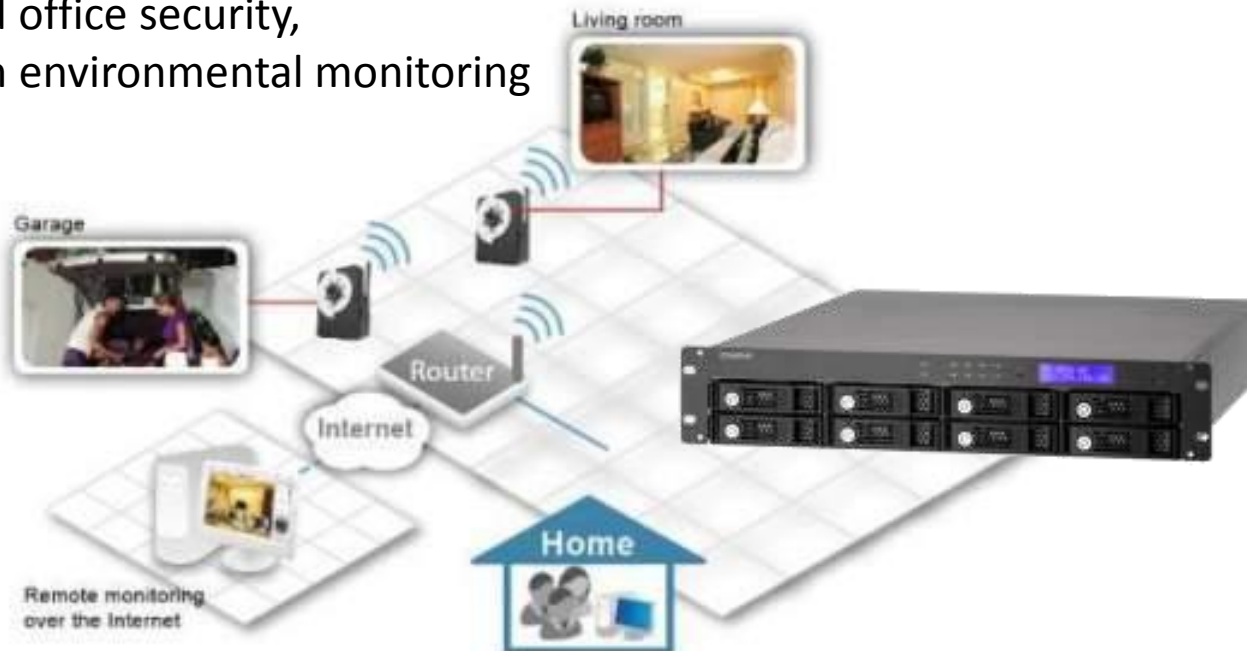 office security,
environmental monitoring
Living room
Garage
Router
Internet
Home
Remote monitoring
over the Internet